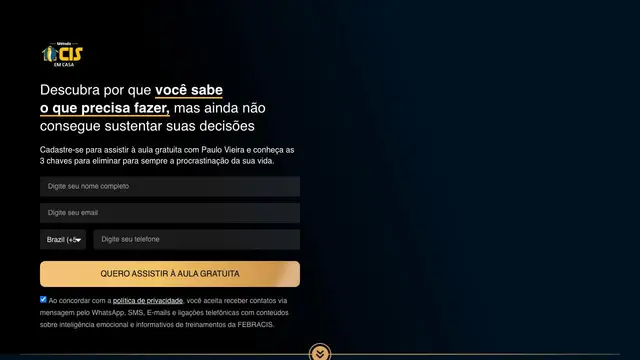 Método
CIS
EM CASA
Descubra por que você sabe
o que precisa fazer, mas ainda não
consegue sustentar suas decisões
Cadastre-se para assistir à aula gratuita com Paulo Vieira e conheça as
3 chaves para eliminar para sempre a procrastinação da sua vida.
Digite seu nome completo
Digite seu email
Brazil (+5
Digite seu telefone
QUERO ASSISTIR À AULA GRATUITA
Ao concordar com a política de privacidade, você aceita receber contatos via
mensagem pelo WhatsApp, SMS, E-mails e ligações telefônicas com conteúdos
sobre inteligência emocional e informativos de treinamentos da FEBRACIS.